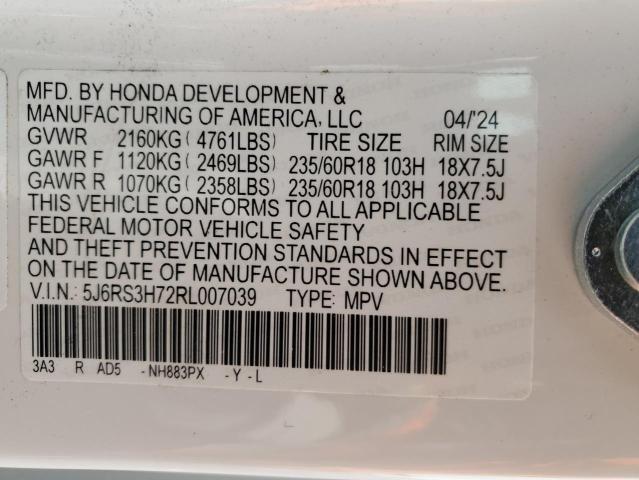 MFD. BY HONDA DEVELOPMENT &
MANUFACTURING OF AMERICA, LLC 04/'24
GVWR 2160KG ( 4761LBS) TIRE SIZE RIM SIZE
GAWR F 1120KG ( 2469LBS) 235/60R18 103H 18X7.5J
GAWR R 1070KG ( 2358LBS) 235/60R18 103H 18X7.5J
THIS VEHICLE CONFORMS TO ALL APPLICABLE
FEDERAL MOTOR VEHICLE SAFETY
AND THEFT PREVENTION STANDARDS IN EFFECT
ON THE DATE OF MANUFACTURE SHOWN ABOVE.
V.I.N.: 5J6RS3H72RL007039 TYPE: MPV
3A3 R AD5 -NH883PX -Y-L